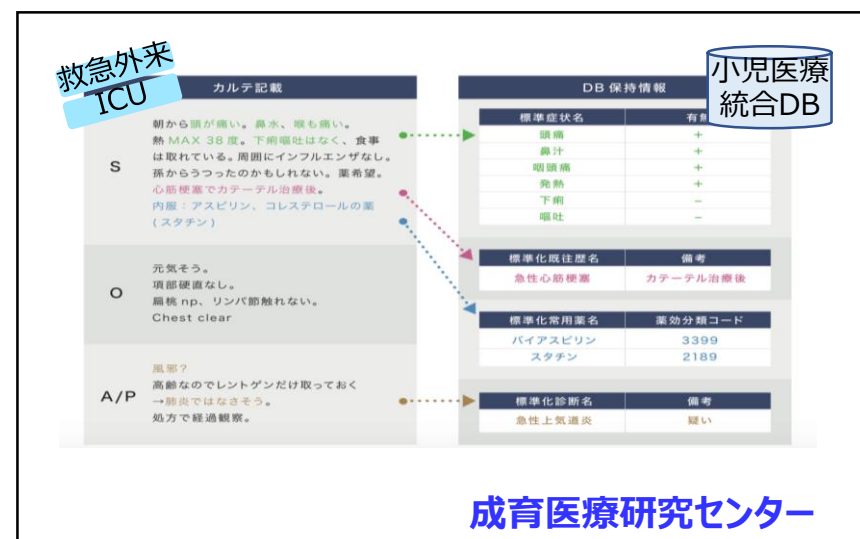 救急外来
ICU
小児医療
統合DB
カルテ記載
S
朝から頭が痛い。鼻水、喉も痛い。
熱 MAX 38 度。下痢嘔吐はなく、食事
は取れている。周囲にインフルエンザなし。
孫からうつったのかもしれない。薬希望。
心筋梗塞でカテーテル治療後。
内服：アスピリン、コレステロールの薬
(スタチン)
O
元気そう。
項部硬直なし。
扁桃 np、リンパ節触れない。
Chest clear
A/P
風邪?
高齢なのでレントゲンだけ取っておく
→肺炎ではなさそう。
処方で経過観察。
DB 保持情報
標準症状名 有無
頭痛 +
鼻汁 +
咽頭痛 +
発熱 +
下痢 −
嘔吐 −
標準化既往歴名 備考
急性心筋梗塞 カテーテル治療後
標準化常用薬名 薬効分類コード
バイアスピリン 3399
スタチン 2189
標準化診断名 備考
急性上気道炎 疑い
成育医療研究センター